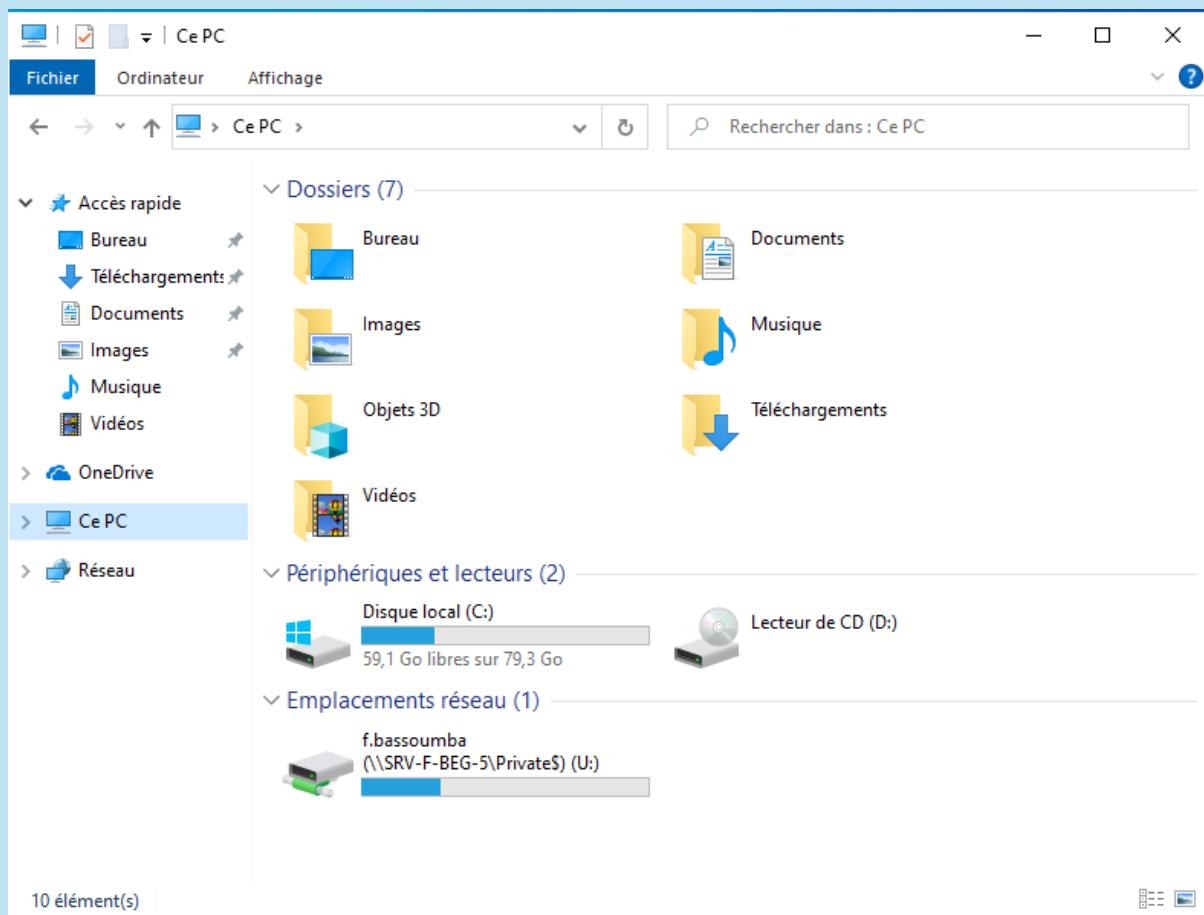 Ce PC
Fichier Ordinateur Affichage
Ce PC
Rechercher dans : Ce PC
Accès rapide
Bureau
Téléchargements
Documents
Images
Musique
Vidéos
OneDrive
Ce PC
Réseau
Dossiers (7)
Bureau
Documents
Images
Musique
Objets 3D
Téléchargements
Vidéos
Périphériques et lecteurs (2)
Disque local (C:)
59,1 Go libres sur 79,3 Go
Lecteur de CD (D:)
Emplacements réseau (1)
f.bassoumba
(\\SRV-F-BEG-5\Private$) (U:)
10 élément(s)